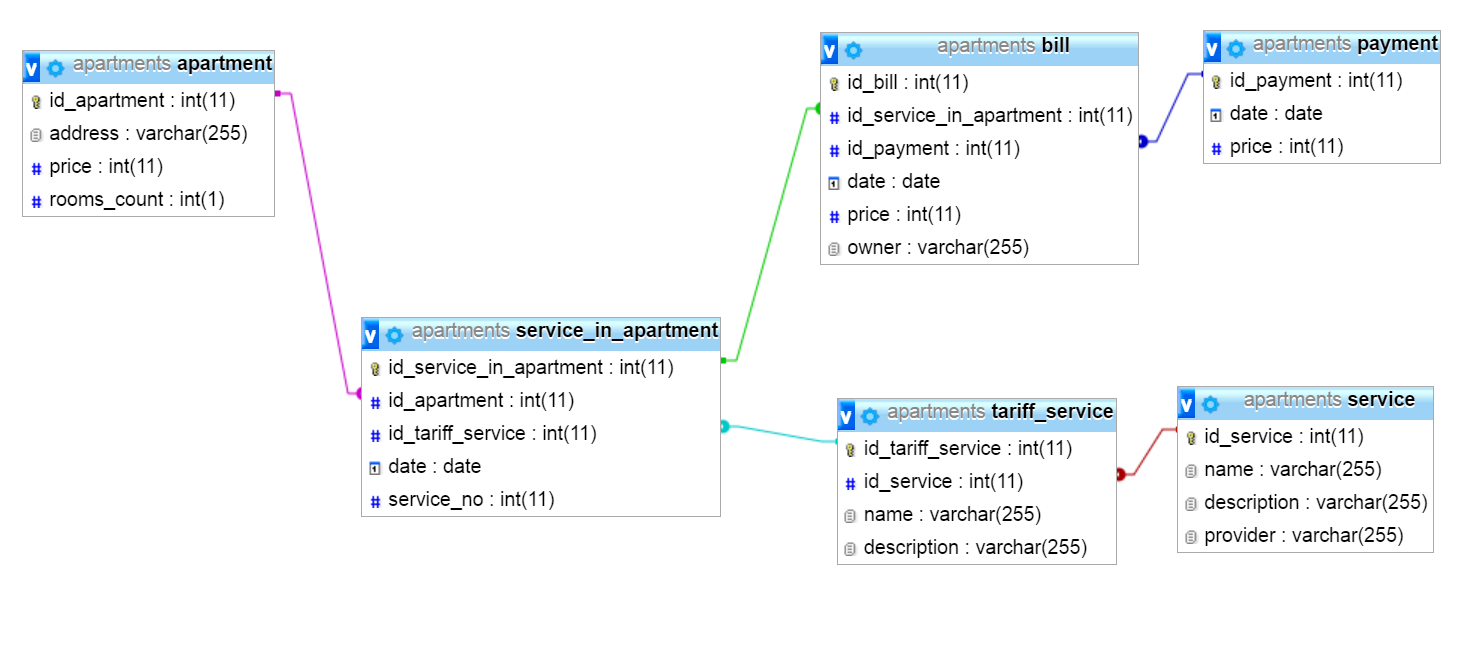 apartments apartment
id_apartment : int(11)
address : varchar(255)
price : int(11)
rooms_count : int(1)
apartments service_in_apartment
id_service_in_apartment : int(11)
id_apartment : int(11)
id_tariff_service : int(11)
date : date
service_no : int(11)
apartments bill
id_bill : int(11)
id_service_in_apartment : int(11)
id_payment : int(11)
date : date
price : int(11)
owner : varchar(255)
apartments payment
id_payment : int(11)
date : date
price : int(11)
apartments tariff_service
id_tariff_service : int(11)
id_service : int(11)
name : varchar(255)
description : varchar(255)
apartments service
id_service : int(11)
name : varchar(255)
description : varchar(255)
provider : varchar(255)